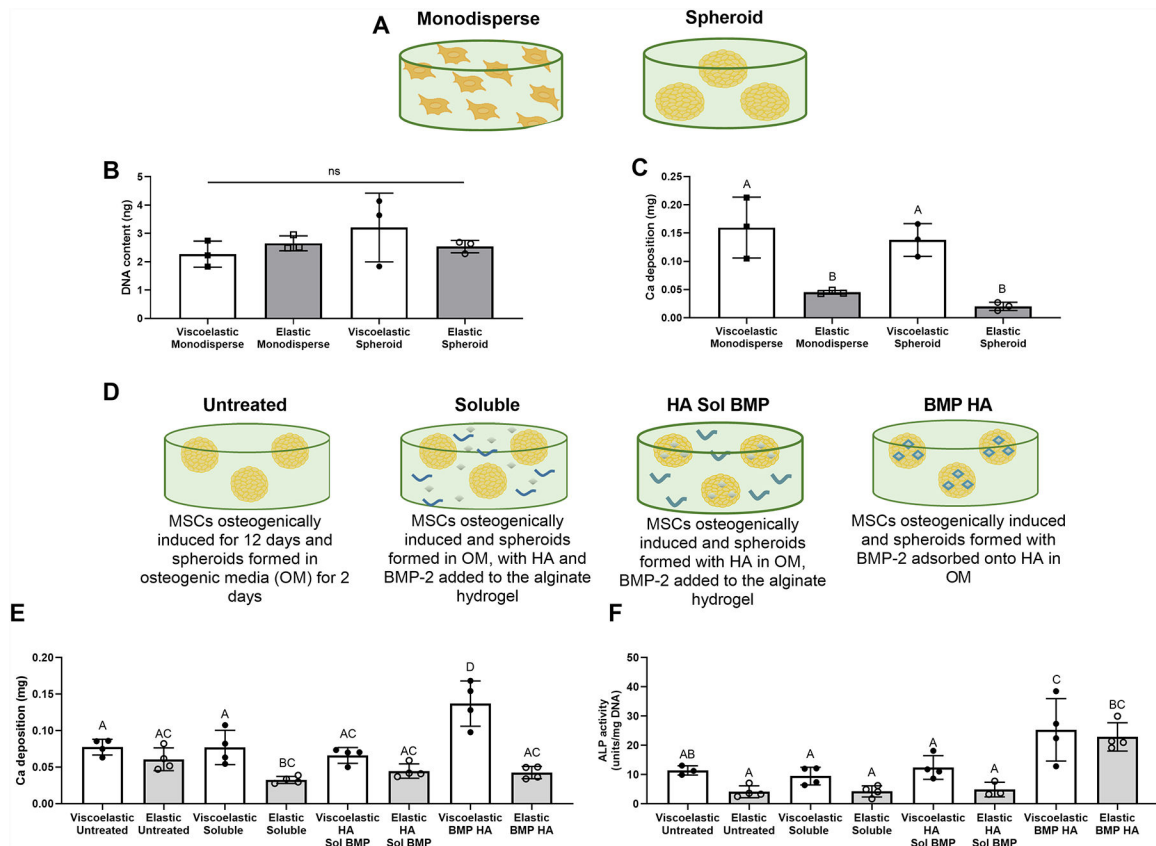 A
Monodisperse
Spheroid
B
ns
DNA content (ng)
5
4
3
2
1
0
Viscoelastic
Monodisperse
Elastic
Monodisperse
Viscoelastic
Spheroid
Elastic
Spheroid
C
A
B
A
B
Ca deposition (mg)
0.25
0.20
0.15
0.10
0.05
0.00
Viscoelastic
Monodisperse
Elastic
Monodisperse
Viscoelastic
Spheroid
Elastic
Spheroid
D
Untreated
MSCs osteogenically
induced for 12 days and
spheroids formed in
osteogenic media (OM) for 2
days
Soluble
MSCs osteogenically
induced and spheroids
formed in OM, with HA and
BMP-2 added to the alginate
hydrogel
HA Sol BMP
MSCs osteogenically
induced and spheroids
formed with HA in OM,
BMP-2 added to the alginate
hydrogel
BMP HA
MSCs osteogenically induced
and spheroids formed with
BMP-2 adsorbed onto HA in
OM
E
A
AC
A
BC
AC
AC
D
AC
Ca deposition (mg)
0.20
0.15
0.10
0.05
0.00
Viscoelastic
Untreated
Elastic
Untreated
Viscoelastic
Soluble
Elastic
Soluble
Viscoelastic
HA
Sol BMP
Elastic
HA
Sol BMP
Viscoelastic
BMP HA
Elastic
BMP HA
F
AB
A
A
A
A
A
C
BC
ALP activity
(units/mg DNA)
50
40
30
20
10
0
Viscoelastic
Untreated
Elastic
Untreated
Viscoelastic
Soluble
Elastic
Soluble
Viscoelastic
HA
Sol BMP
Elastic
HA
Sol BMP
Viscoelastic
BMP HA
Elastic
BMP HA